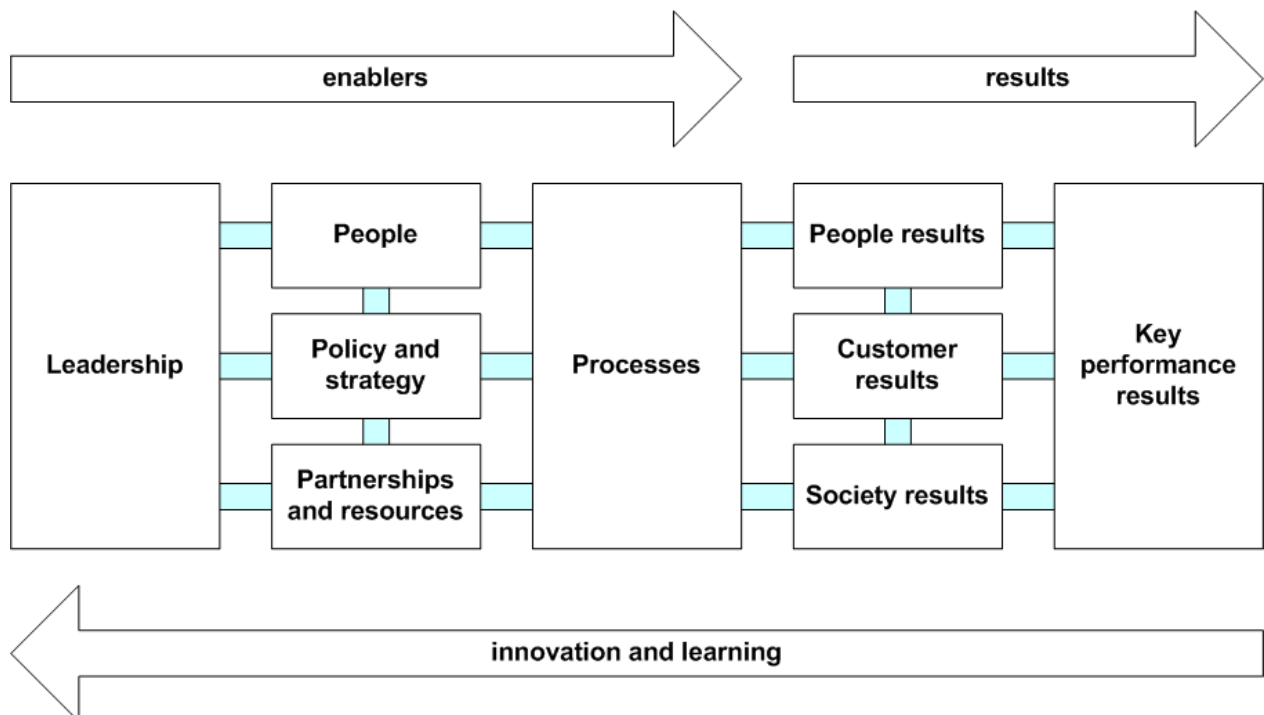 enablers
results
Leadership
People
Policy and
strategy
Partnerships
and resources
Processes
People results
Customer
results
Society results
Key
performance
results
innovation and learning